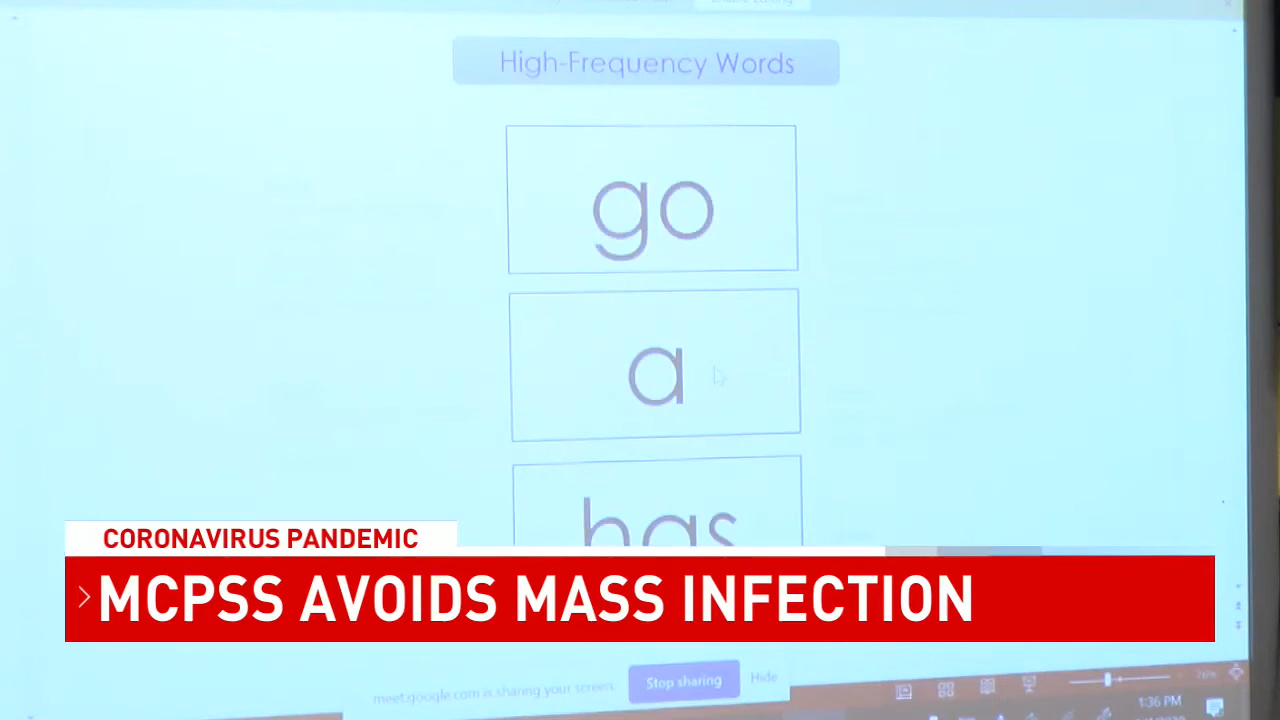 High-Frequency Words
go
a
has
CORONAVIRUS PANDEMIC
MCPSS AVOIDS MASS INFECTION
meet.google.com is sharing your screen.
Stop sharing
Hide
1:36 PM